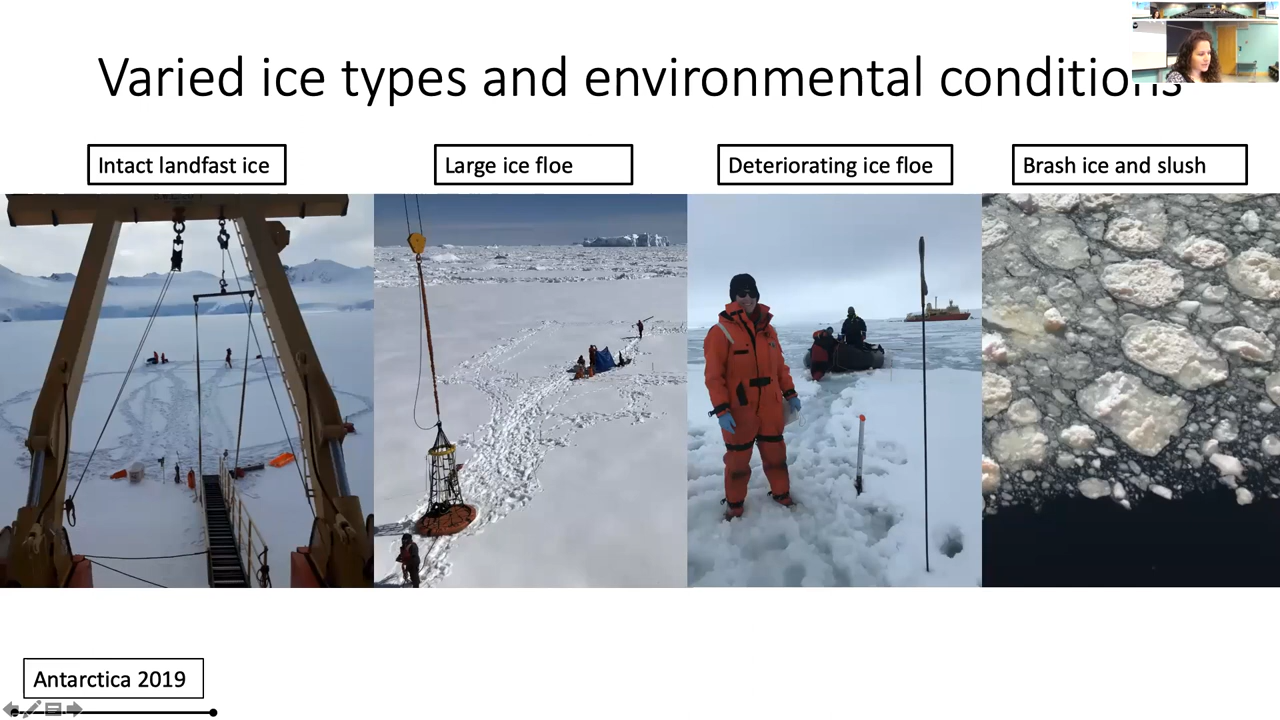 Varied ice types and environmental conditions
Intact landfast ice
Large ice floe
Deteriorating ice floe
Brash ice and slush
Antarctica 2019